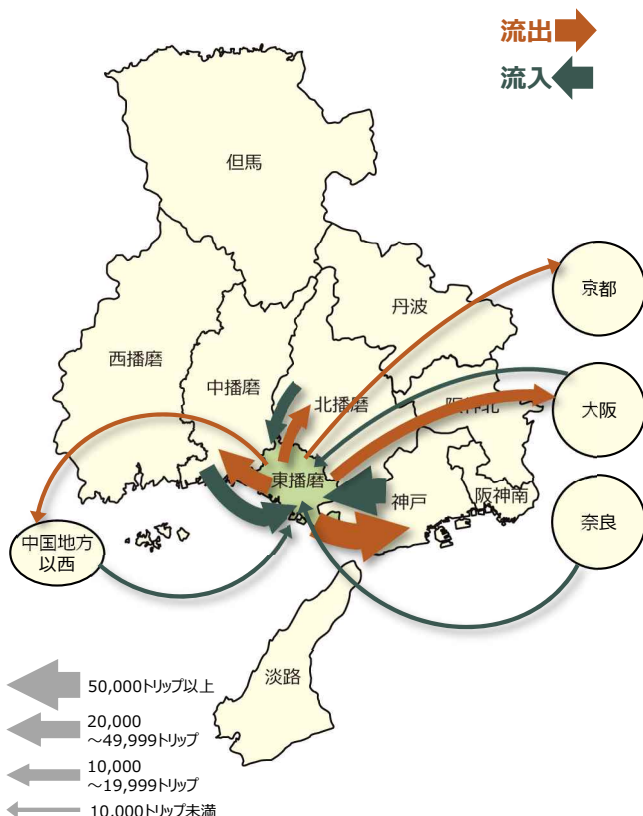 流出
流入
但馬
丹波
京都
西播磨
中播磨
北播磨
阪神北
大阪
東播磨
神戸
阪神南
奈良
中国地方
以西
淡路
50,000トリップ以上
20,000
～49,999トリップ
10,000
～19,999トリップ
10,000トリップ未満